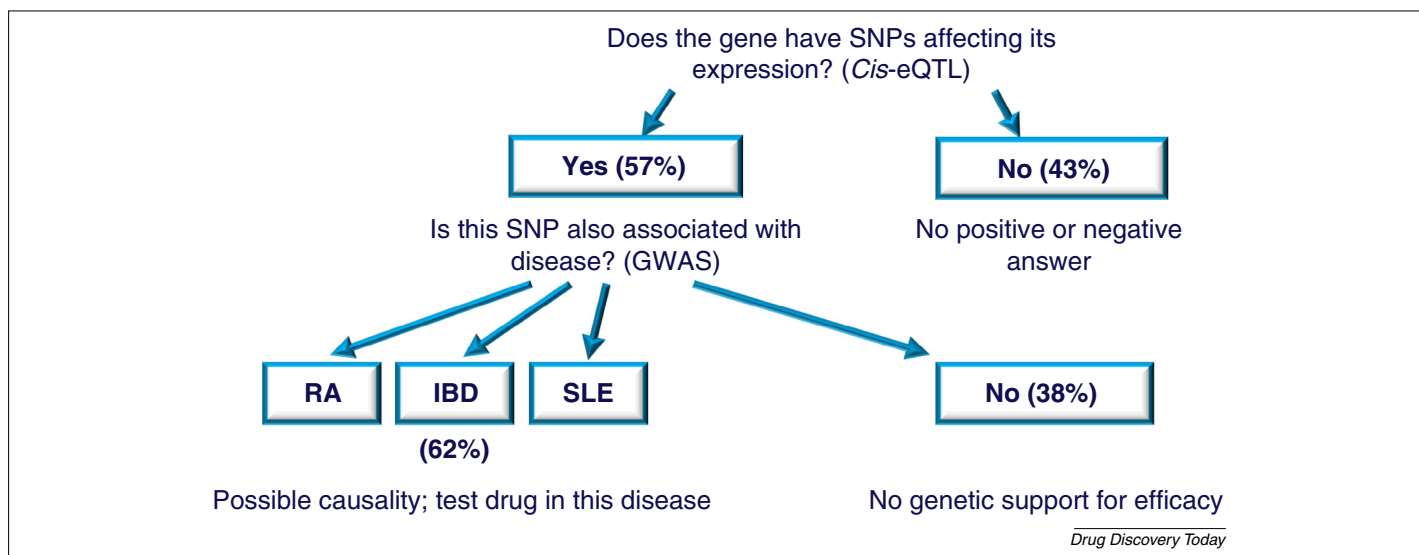 Does the gene have SNPs affecting its
expression? (Cis-eQTL)
Yes (57%)
No (43%)
Is this SNP also associated with
disease? (GWAS)
No positive or negative
answer
RA
IBD
SLE
No (38%)
(62%)
Possible causality; test drug in this disease
No genetic support for efficacy
Drug Discovery Today